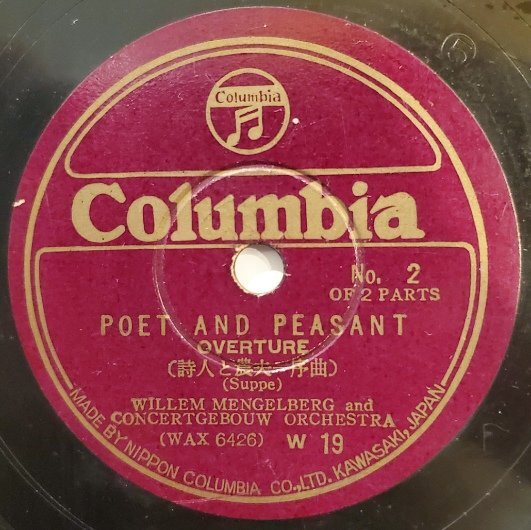 Columbia
Columbia
No. 2
OF 2 PARTS
POET AND PEASANT
OVERTURE
(詩人と農夫－序曲)
(Suppe)
WILLEM MENGELBERG and
CONCERTGEBOUW ORCHESTRA
(WAX 6426) W 19
MADE BY NIPPON COLUMBIA CO., LTD. KAWASAKI, JAPAN